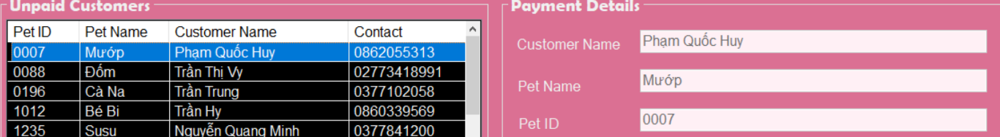 Unpaid Customers
Pet ID Pet Name Customer Name Contact
0007 Mướp Phạm Quốc Huy 0862055313
0088 Đốm Trần Thị Vy 02773418991
0196 Cà Na Trần Trung 0377102058
1012 Bé Bi Trần Hy 0860339569
1235 Susu Nguyễn Quang Minh 0377841200
Payment Details
Customer Name Phạm Quốc Huy
Pet Name Mướp
Pet ID 0007